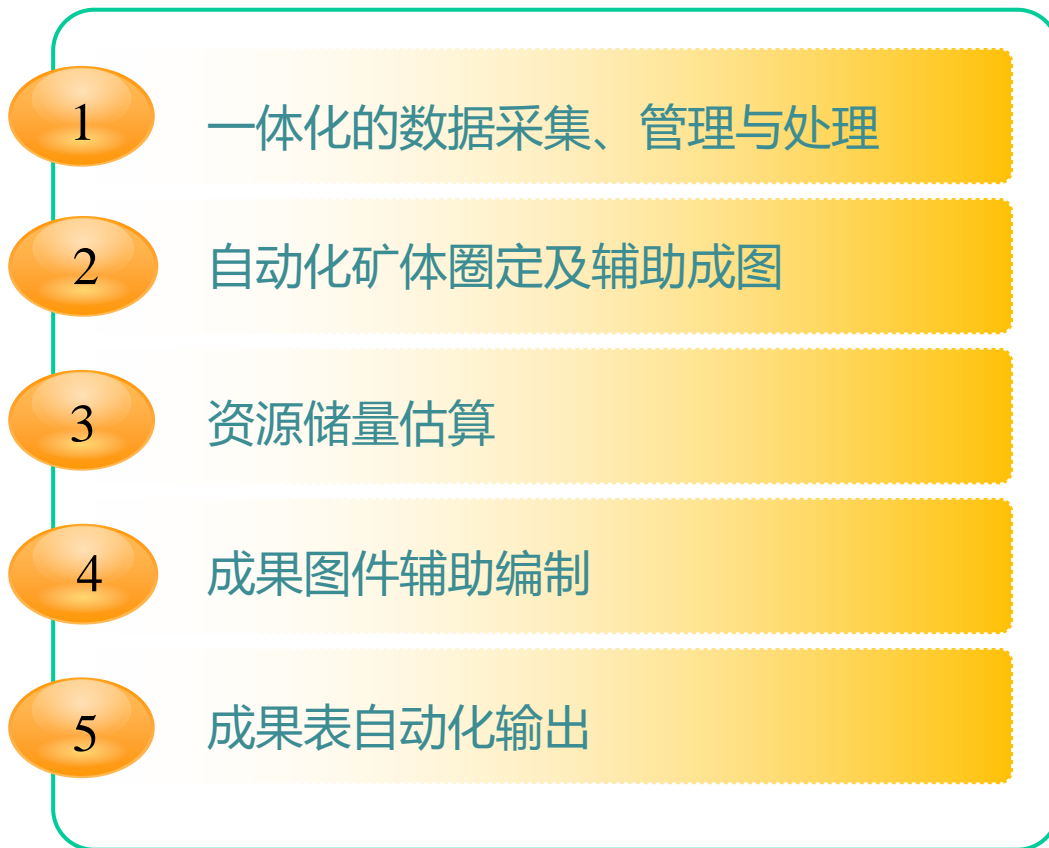 1 一体化的数据采集、管理与处理
2 自动化矿体圈定及辅助成图
3 资源储量估算
4 成果图件辅助编制
5 成果表自动化输出